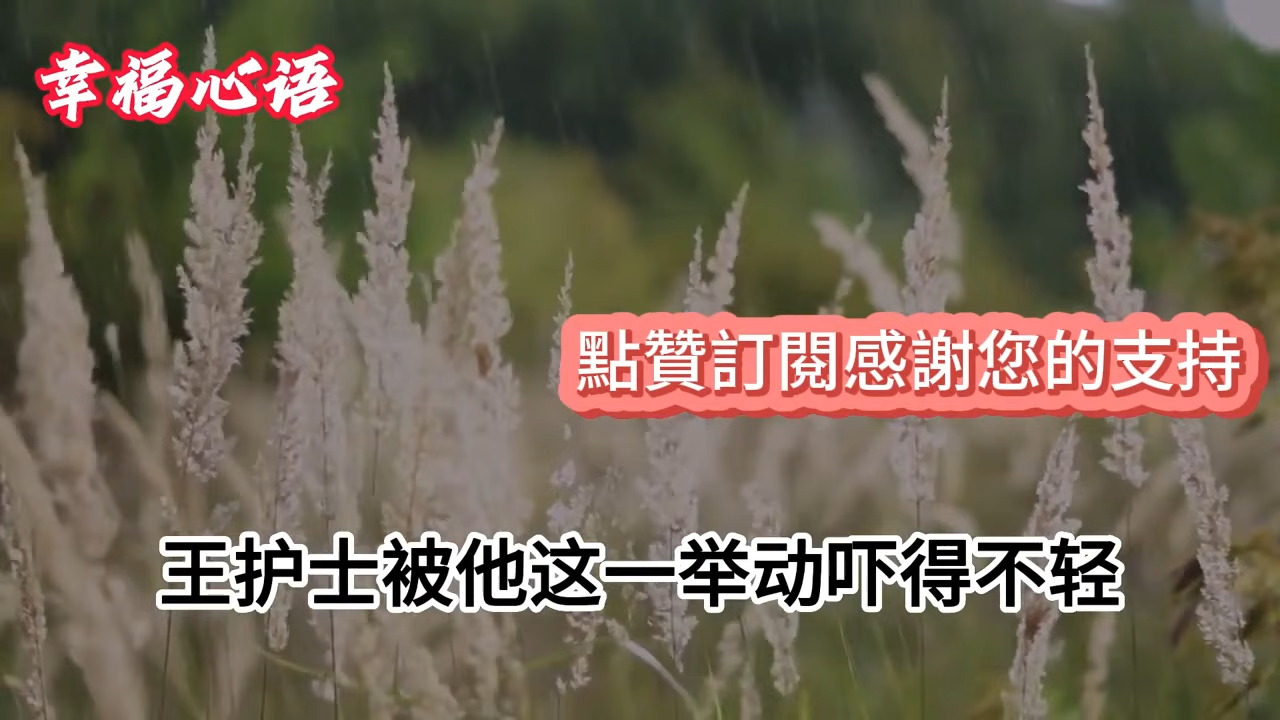 幸福心语
點贊訂閱感謝您的支持
王护士被他这一举动吓得不轻